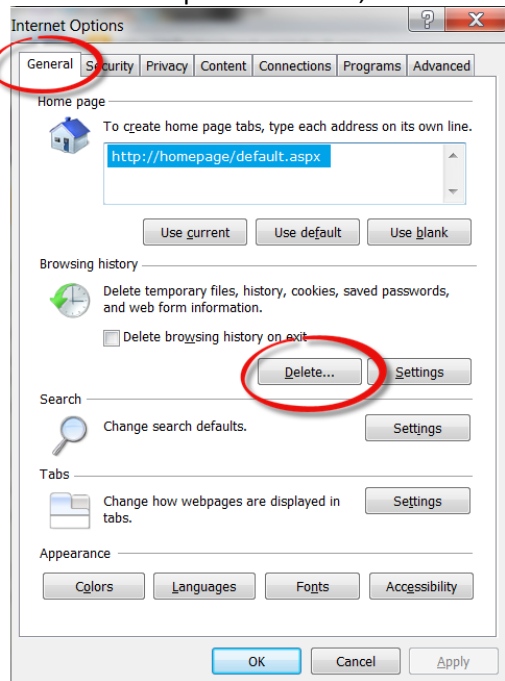 Internet Options
General Security Privacy Content Connections Programs Advanced
Home page
To create home page tabs, type each address on its own line.
http://homepage/default.aspx
Use current Use default Use blank
Browsing history
Delete temporary files, history, cookies, saved passwords,
and web form information.
Delete browsing history on exit
Delete... Settings
Search
Change search defaults. Settings
Tabs
Change how webpages are displayed in Settings
tabs.
Appearance
Colors Languages Fonts Accessibility
OK Cancel Apply